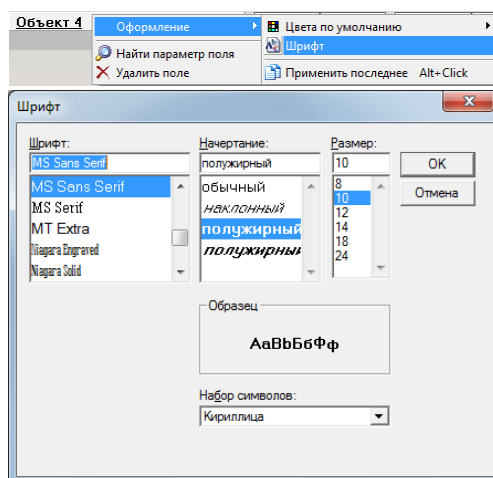 Объект 4
Оформление
Найти параметр поля
Удалить поле
Цвета по умолчанию
Шрифт
Применить последнее Alt+Click
Шрифт
Шрифт:
MS Sans Serif
MS Sans Serif
MS Serif
MT Extra
Niagara Engraved
Niagara Solid
Начертание:
полужирный
обычный
наклонный
полужирный
полужирный
Размер:
10
8
10
12
14
18
24
OK
Отмена
Образец
АаBbБбФф
Набор символов:
Кириллица